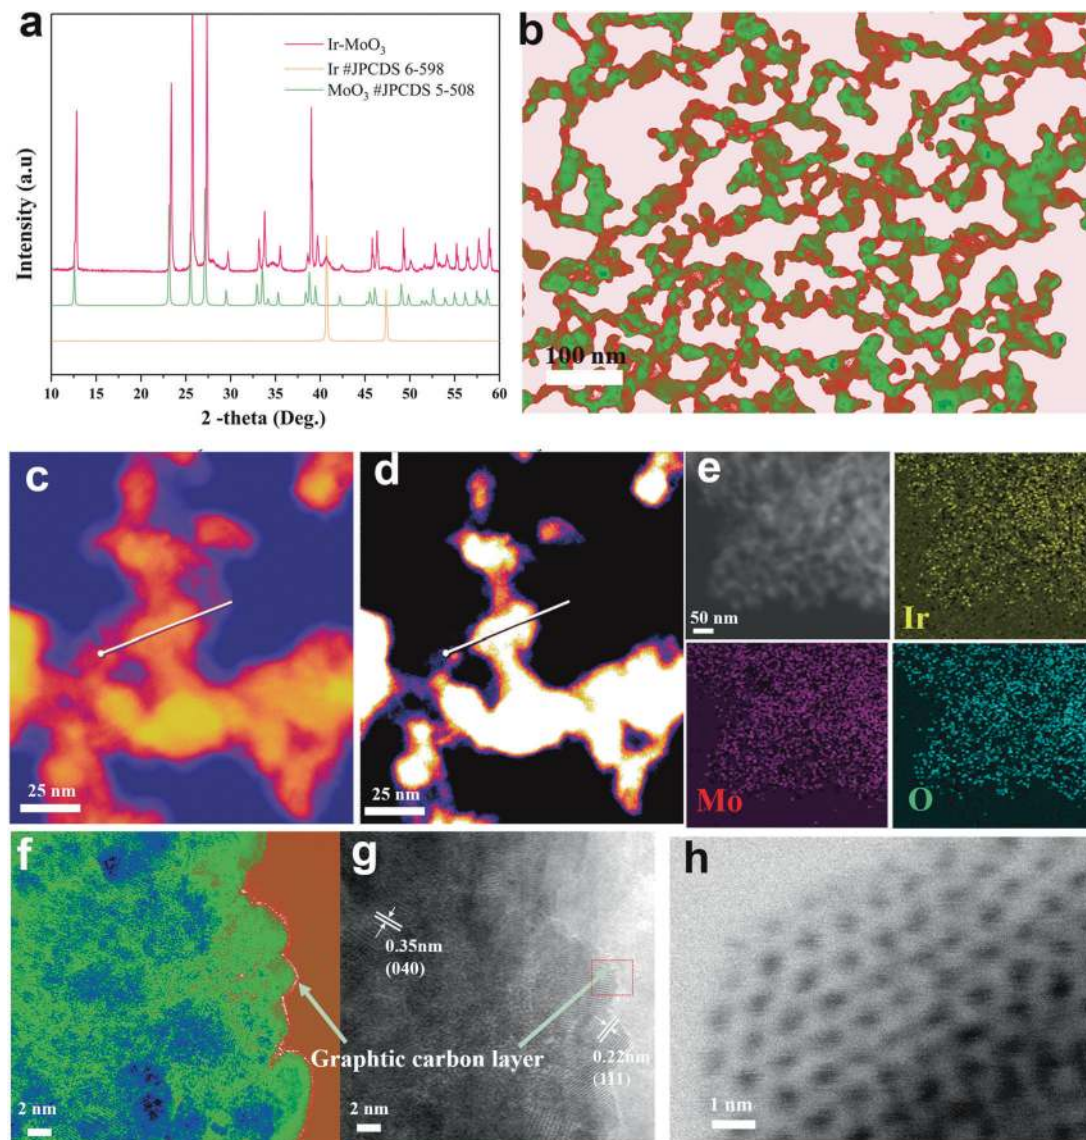 a
Ir-MoO3
Ir #JPCDS 6-598
MoO3 #JPCDS 5-508
Intensity (a.u)
10 15 20 25 30 35 40 45 50 55 60
2 -theta (Deg.)
b
100 nm
c
25 nm
d
25 nm
e
50 nm
Ir
Mo
O
f
Graphtic carbon layer
2 nm
g
0.35nm
(040)
0.22nm
(111)
2 nm
h
1 nm